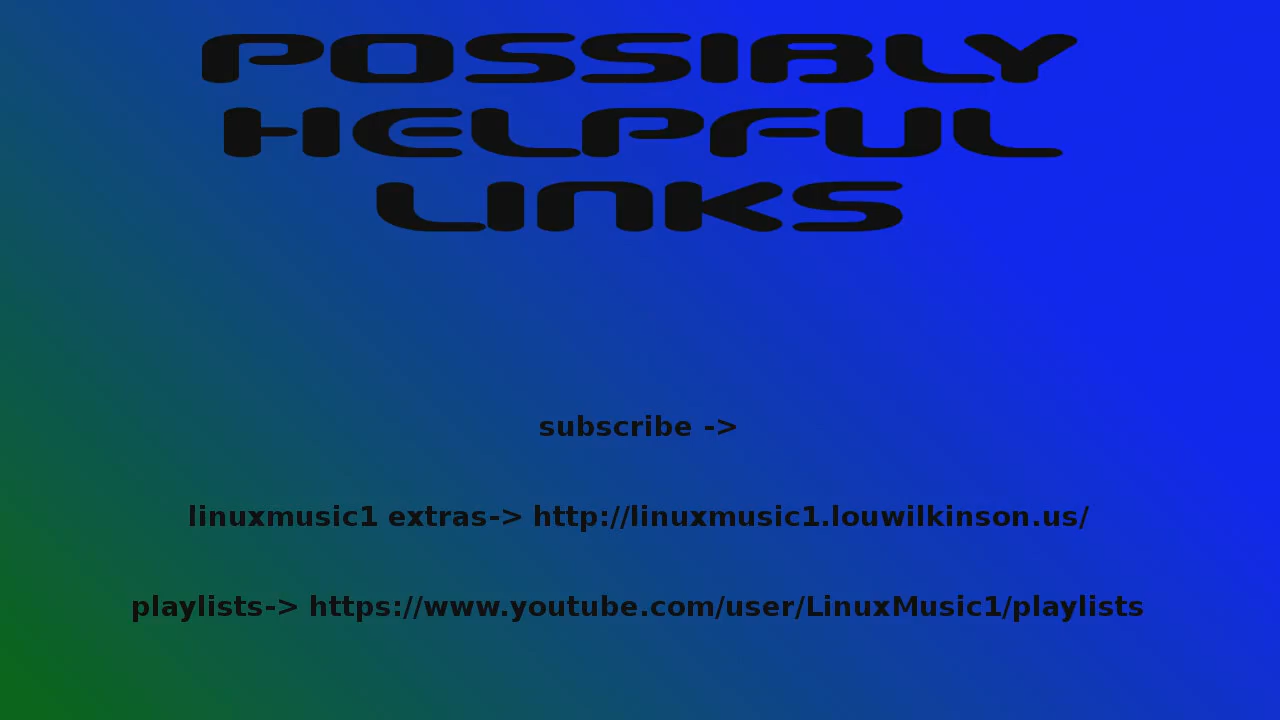 POSSIBLY
HELPFUL
LINKS
subscribe ->
linuxmusic1 extras-> http://linuxmusic1.louwilkinson.us/
playlists-> https://www.youtube.com/user/LinuxMusic1/playlists